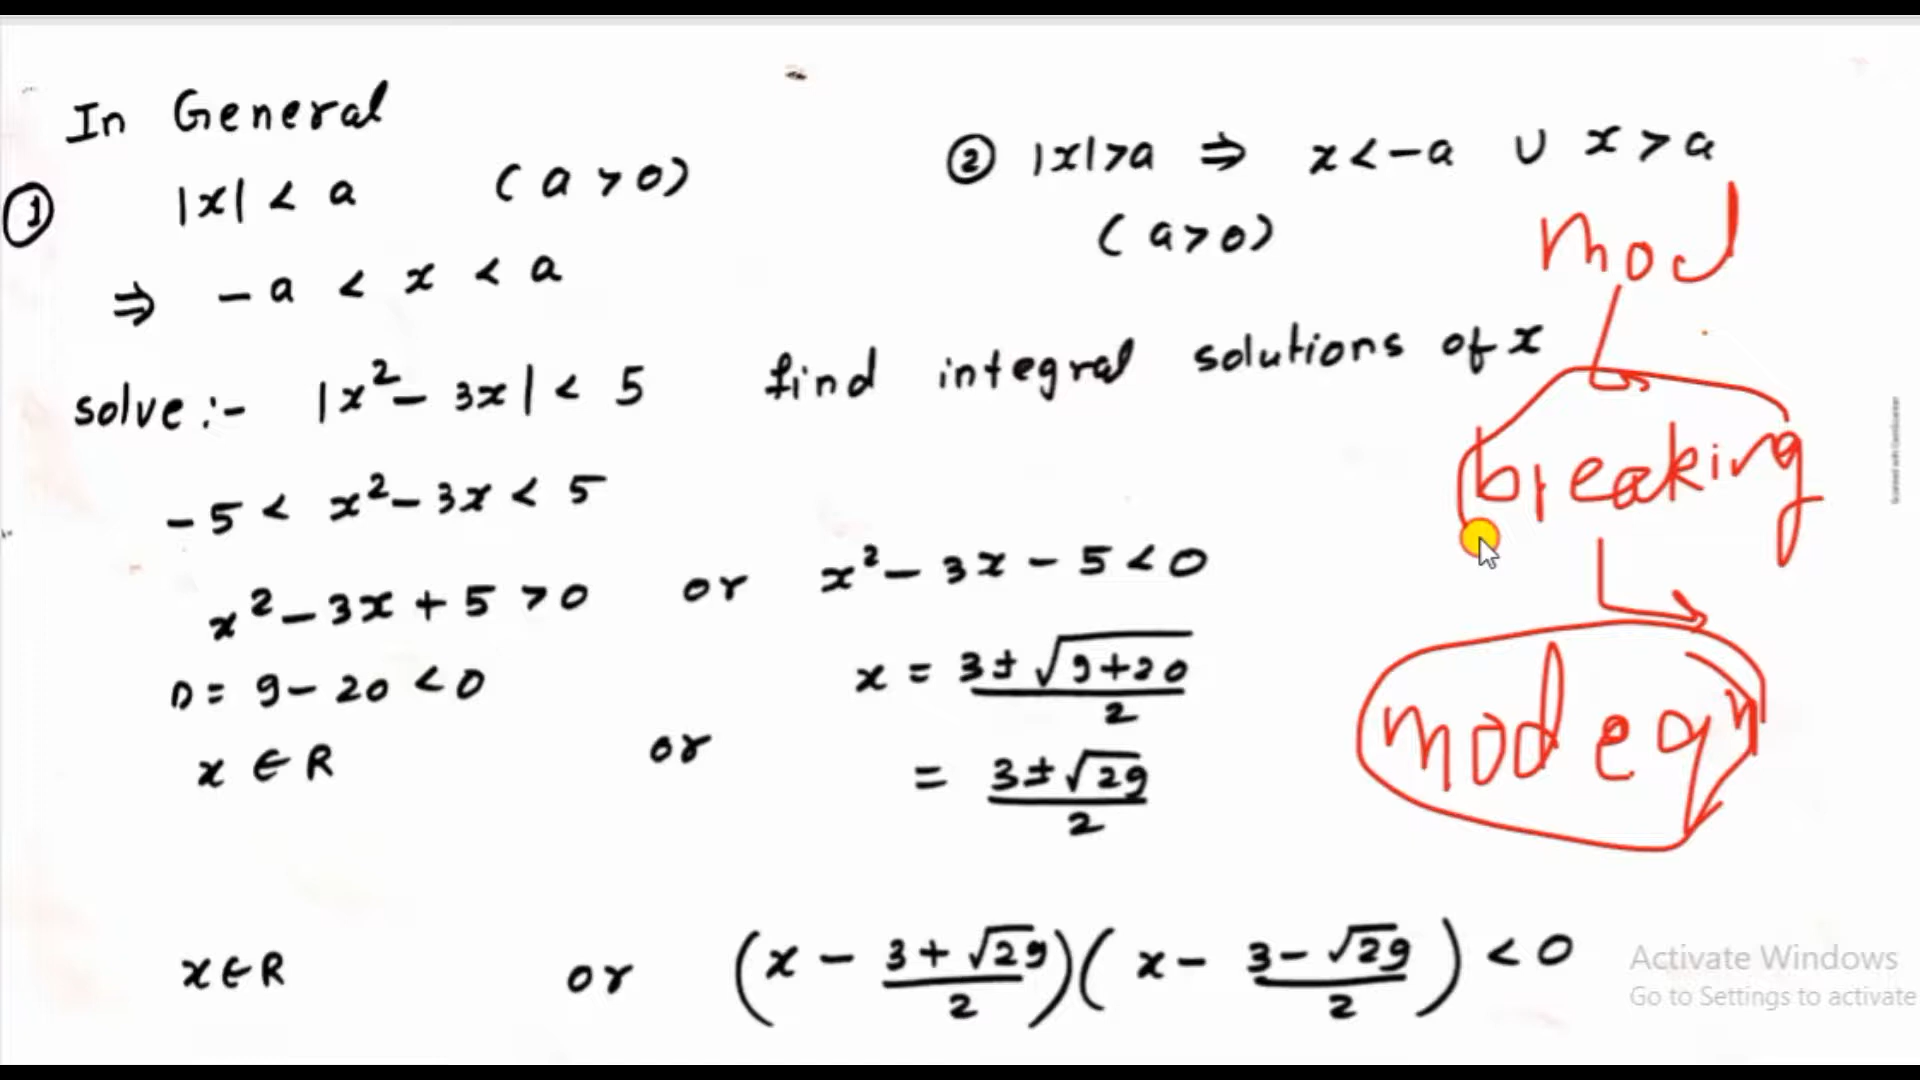 In General
① |x| < a (a > 0)
⇒ -a < x < a
② |x| > a ⇒ x < -a ∪ x > a
(a > 0)
solve :- |x² - 3x| < 5 find integral solutions of x
-5 < x² - 3x < 5
x² - 3x + 5 > 0 or x² - 3x - 5 < 0
D = 9 - 20 < 0
x ∈ R or
x = (3 ± √(9+20))/2
= (3 ± √29)/2
x ∈ R or (x - (3+√29)/2)(x - (3-√29)/2) < 0
mod
breaking
mod eqn
Scanned with CamScanner
Activate Windows
Go to Settings to activate